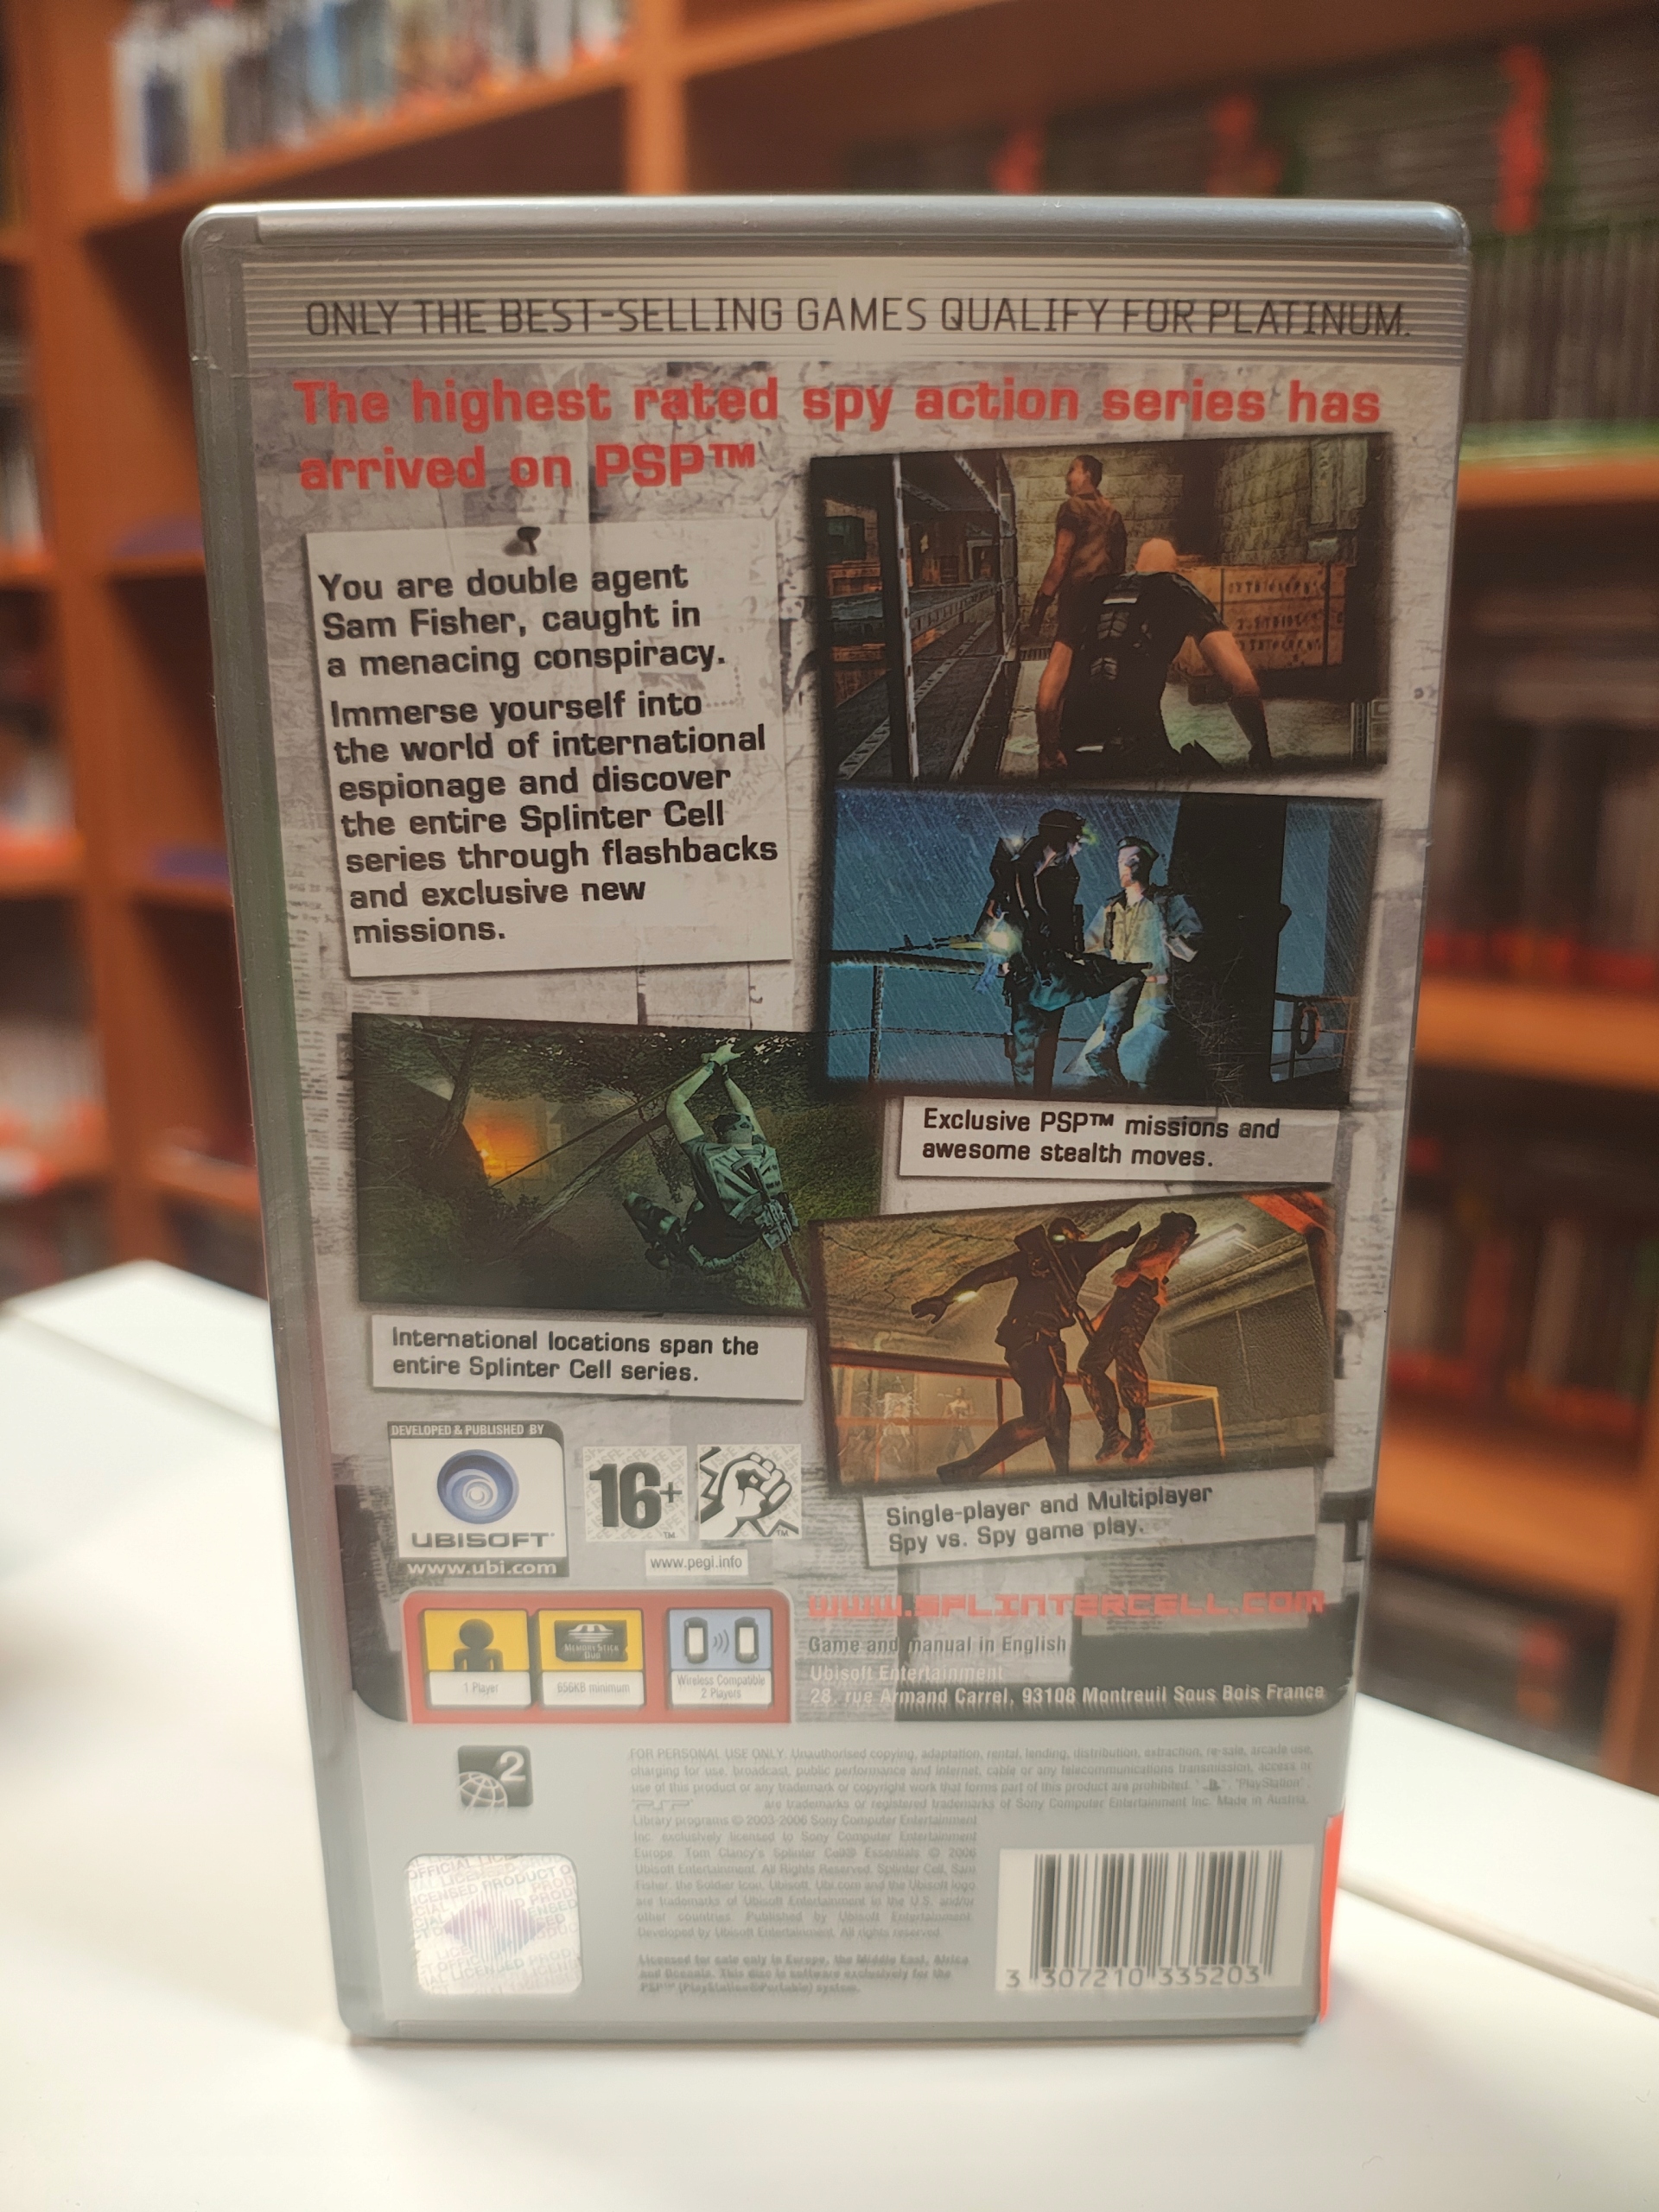 ONLY THE BEST-SELLING GAMES QUALIFY FOR PLATINUM.
The highest rated spy action series has
arrived on PSP™
You are double agent
Sam Fisher, caught in
a menacing conspiracy.
Immerse yourself into
the world of international
espionage and discover
the entire Splinter Cell
series through flashbacks
and exclusive new
missions.
Exclusive PSP™ missions and
awesome stealth moves.
International locations span the
entire Splinter Cell series.
Single-player and Multiplayer
Spy vs. Spy game play.
DEVELOPED & PUBLISHED BY
UBISOFT
www.ubi.com
16+™
™
www.pegi.info
1 Player
MEMORY STICK
DUO
656KB minimum
Wireless Compatible
2 Players
WWW.SPLINTERCELL.COM
Game and manual in English
Ubisoft Entertainment
28, rue Armand Carrel, 93108 Montreuil Sous Bois France
2
FOR PERSONAL USE ONLY. Unauthorised copying, adaptation, rental, lending, distribution, extraction, re-sale, arcade use,
charging for use, broadcast, public performance and internet, cable or any telecommunications transmission, access or
use of this product or any trademark or copyright work that forms part of this product are prohibited. " ", "PlayStation",
PSP are trademarks or registered trademarks of Sony Computer Entertainment Inc. Made in Austria.
Library programs © 2003-2006 Sony Computer Entertainment
Inc. exclusively licensed to Sony Computer Entertainment
Europe. Tom Clancy's Splinter Cell® Essentials © 2006
Ubisoft Entertainment. All Rights Reserved. Splinter Cell, Sam
Fisher, the Soldier Icon, Ubisoft, Ubi.com and the Ubisoft logo
are trademarks of Ubisoft Entertainment in the U.S. and/or
other countries. Published by Ubisoft Entertainment.
Developed by Ubisoft Entertainment. All rights reserved.
Licensed for sale only in Europe, the Middle East, Africa
and Oceania. This disc is software exclusively for the
PSP™ (PlayStation®Portable) system.
OFFICIAL LICENSED PRODUCT
3 307210 335203